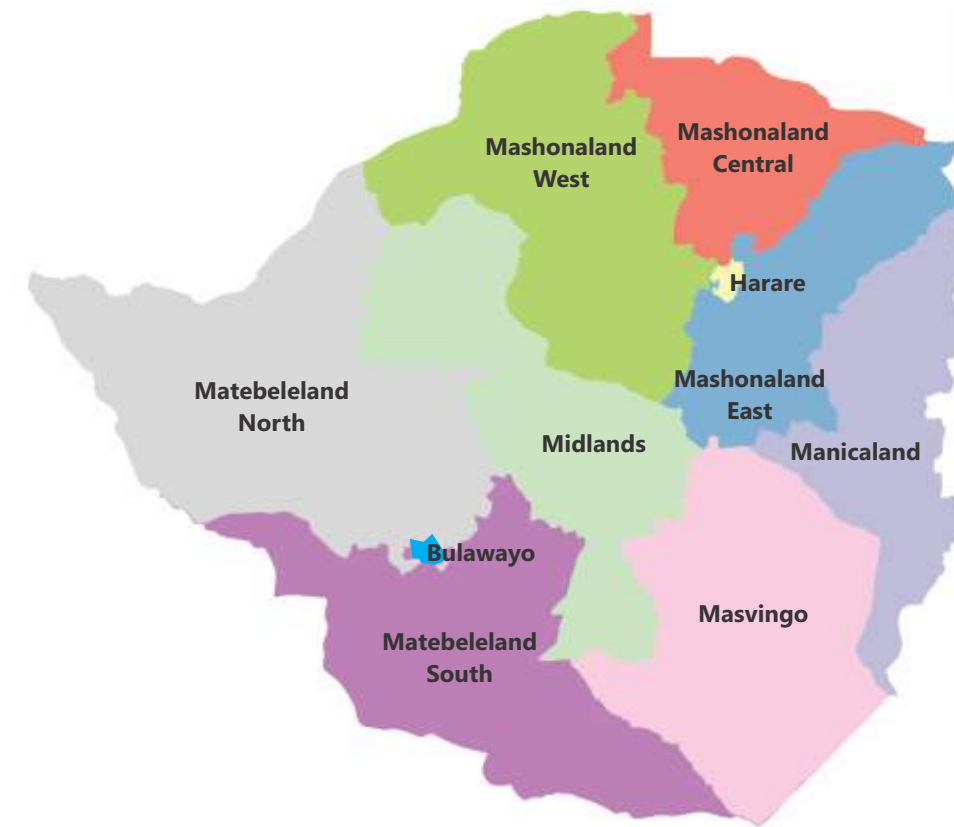 Mashonaland
West
Mashonaland
Central
Harare
Mashonaland
East
Matebeleland
North
Midlands
Manicaland
Bulawayo
Masvingo
Matebeleland
South